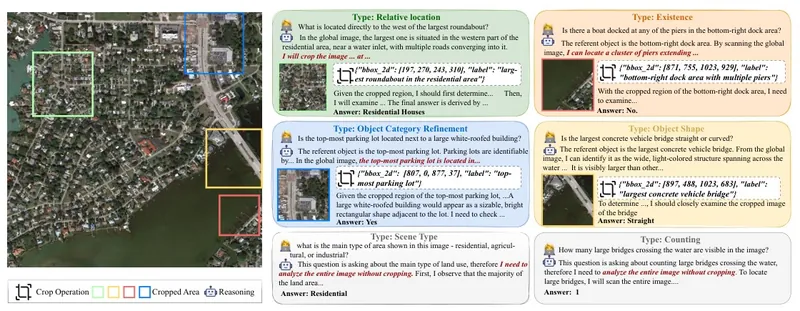 Type: Relative location
What is located directly to the west of the largest roundabout?
In the global image, the largest one is situated in the western part of the
residential area, near a water inlet, with multiple roads converging into it.
I will crop the image ... at ...
{"bbox_2d": [197, 270, 243, 310], "label": "larg-
est roundabout in the residential area"}
Given the cropped region, I should first determine... Then,
I will examine ... The final answer is derived by ...
Answer: Residential Houses
Type: Existence
Is there a boat docked at any of the piers in the bottom-right dock area?
The referent object is the bottom-right dock area. By scanning the global
image, I can identify a cluster of piers extending ...
{"bbox_2d": [871, 755, 1023, 929], "label":
"bottom-right dock area with multiple piers"}
With the cropped region of the bottom-right dock area, I need
to examine...
Answer: No.
Type: Object Category Refinement
Is the top-most parking lot located next to a large white-roofed building?
The referent object is the top-most parking lot. Parking lots are identifiable
by... In the global image, the top-most parking lot is located in...
{"bbox_2d": [807, 0, 877, 37], "label": "top-
most parking lot"}
Given the cropped region of the top-most parking lot, ...A
large white-roofed building would appear as a sizable, bright
rectangular shape adjacent to the lot. I need to check ...
Answer: Yes
Type: Object Shape
Is the largest concrete vehicle bridge straight or curved?
The referent object is the largest concrete vehicle bridge. From the global
image, I can identify it as the wide, light-colored structure spanning across the
water ... It is visibly larger than other...
{"bbox_2d": [897, 488, 1023, 683], "label":
"largest concrete vehicle bridge"}
To determine ..., I should closely examine the cropped image
of the bridge
Answer: Straight
Type: Scene Type
what is the main type of area shown in this image - residential, agricul-
tural, or industrial?
This question is asking about the main type of land use, therefore I need to
analyze the entire image without cropping. First, I observe that the majority of
the land area...
Answer: Residential
Type: Counting
How many large bridges crossing the water are visible in the image?
This question is asking about counting large bridges crossing the water,
therefore I need to analyze the entire image without cropping. To locate
large bridges, I will scan the entire image....
Answer: 1
Crop Operation Cropped Area Reasoning